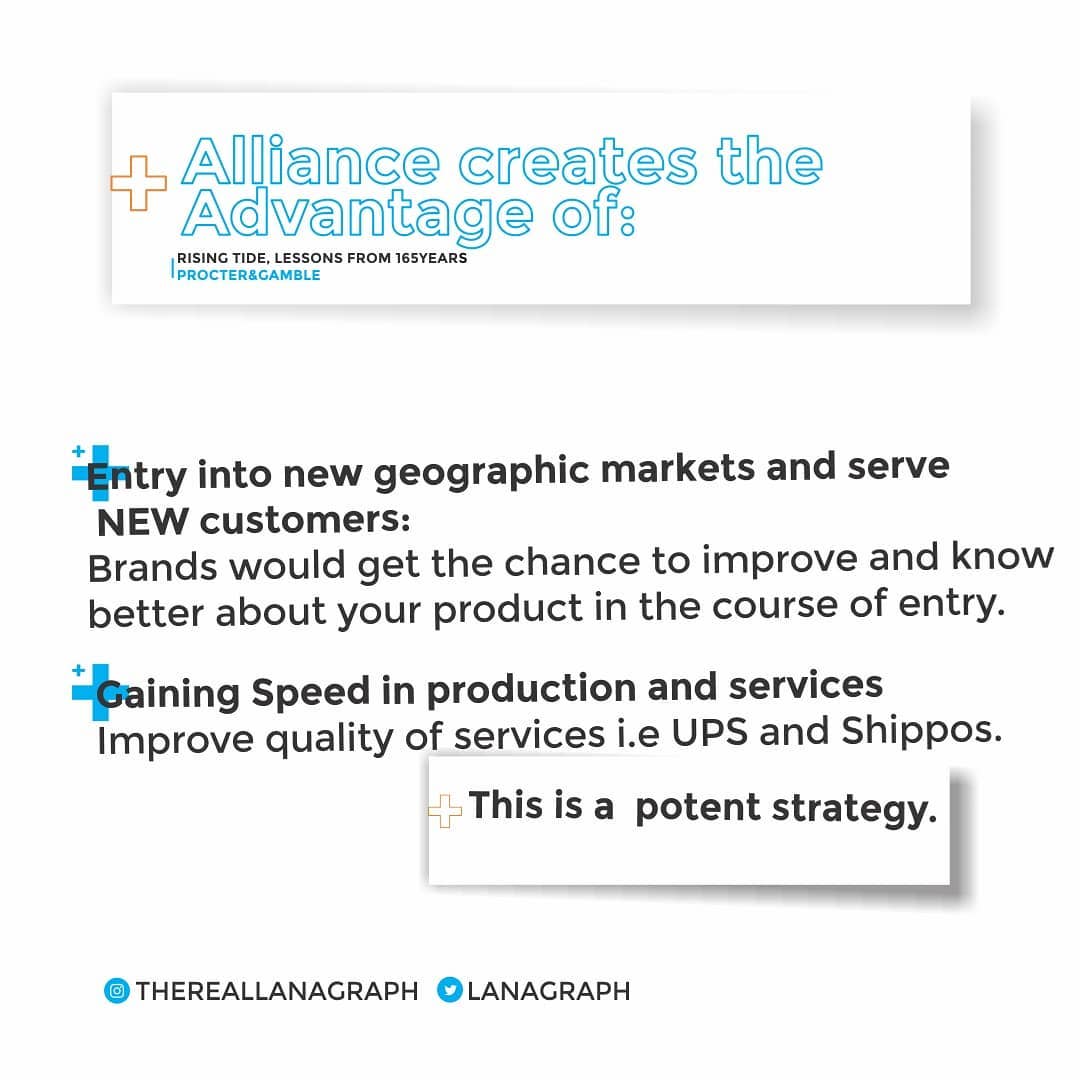 Alliance creates the
Advantage of:
RISING TIDE, LESSONS FROM 165YEARS
PROCTER&GAMBLE
Entry into new geographic markets and serve
NEW customers:
Brands would get the chance to improve and know
better about your product in the course of entry.
Gaining Speed in production and services
Improve quality of services i.e UPS and Shippos.
This is a potent strategy.
THEREALLANAGRAPH LANAGRAPH